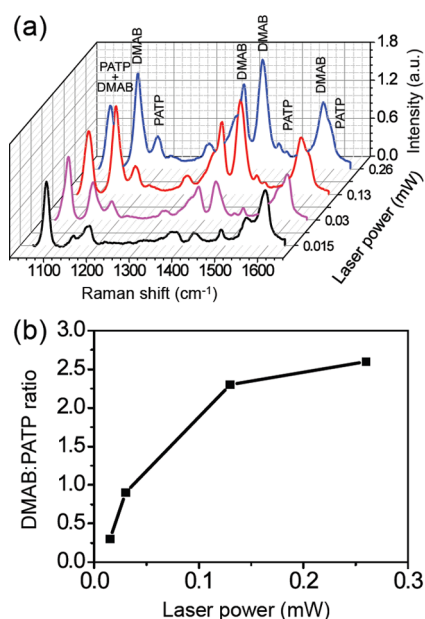 (a)
PATP
+
DMAB
DMAB
PATP
DMAB
DMAB
PATP
DMAB
PATP
1.8
1.2
0.6
0.0
Intensity (a.u.)
0.26
0.13
0.03
0.015
Laser power (mW)
1100 1200 1300 1400 1500 1600
Raman shift (cm⁻¹)
(b)
3.0
2.5
2.0
1.5
1.0
0.5
0.0
DMAB:PATP ratio
0.0 0.1 0.2 0.3
Laser power (mW)